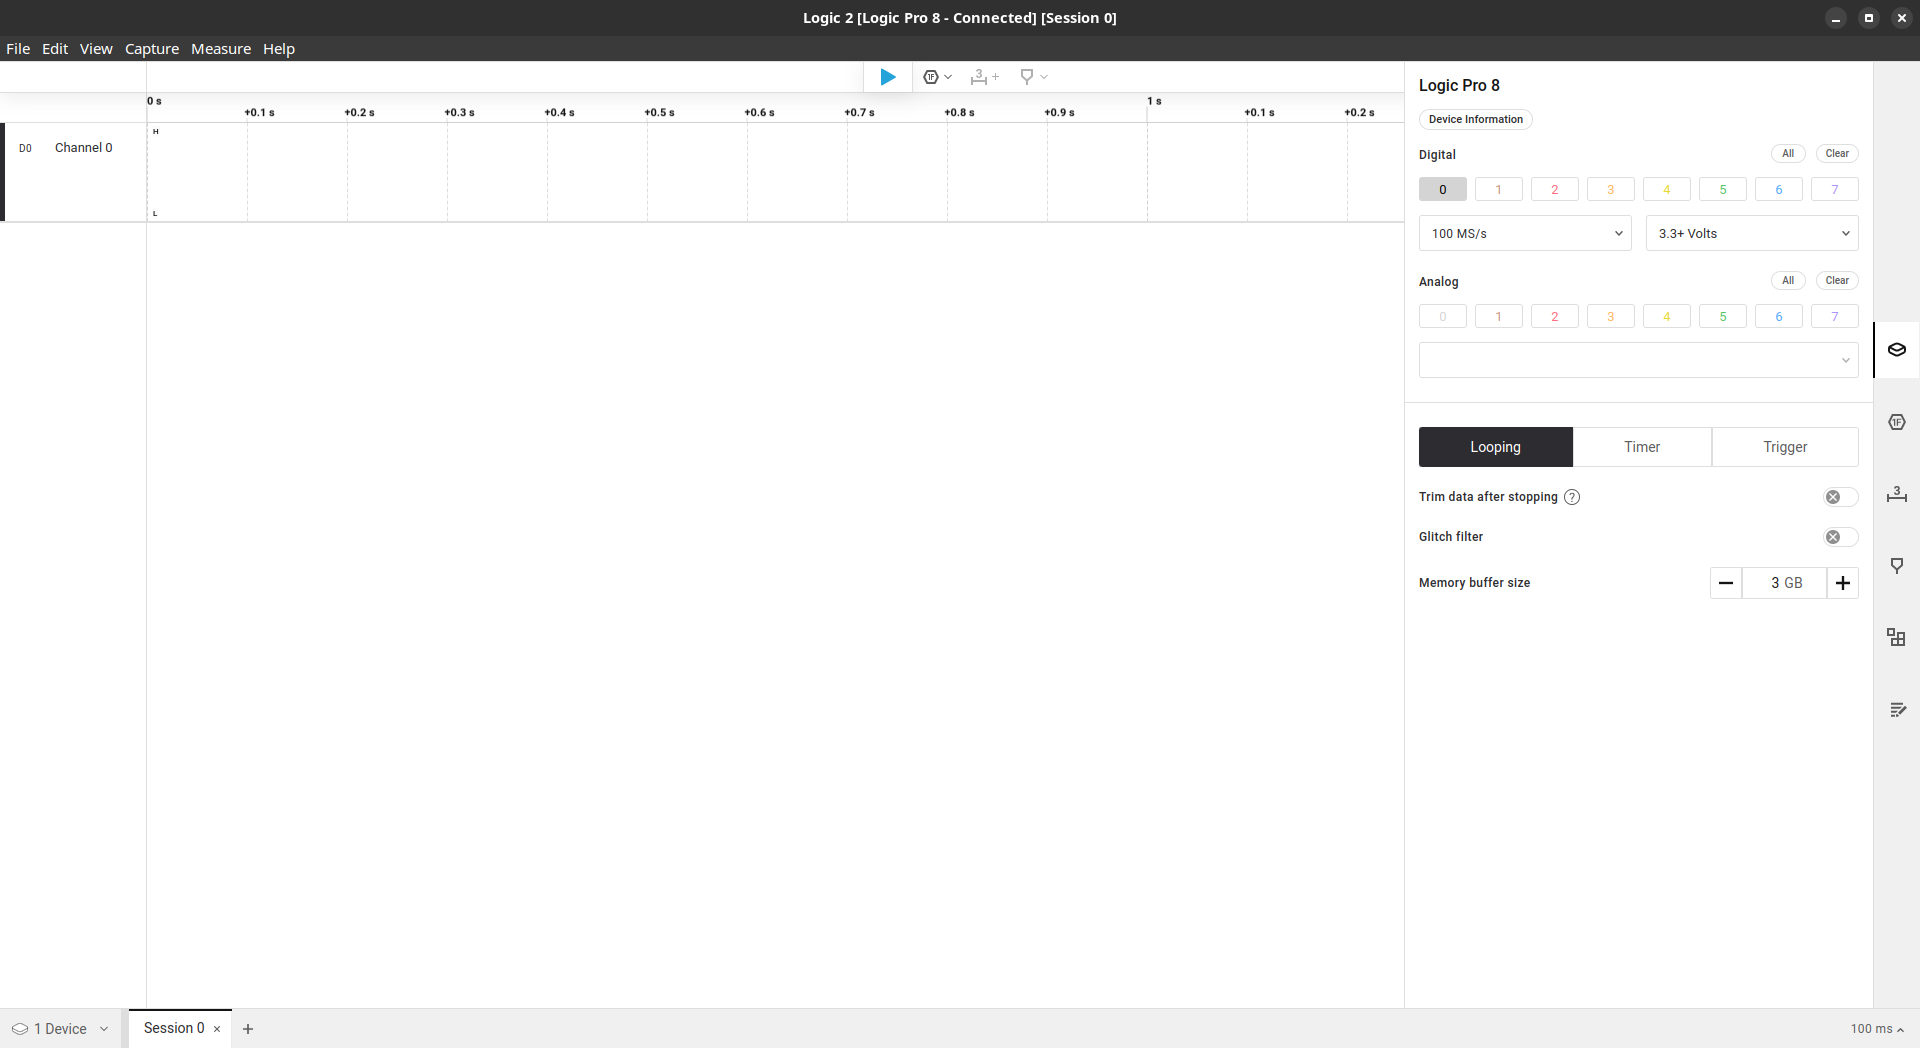 Logic 2 [Logic Pro 8 - Connected] [Session 0]
File Edit View Capture Measure Help
1F 3 +
0 s 1 s
+0.1 s +0.2 s +0.3 s +0.4 s +0.5 s +0.6 s +0.7 s +0.8 s +0.9 s +0.1 s +0.2 s
H
D0 Channel 0
L
Logic Pro 8
Device Information
Digital All Clear
0 1 2 3 4 5 6 7
100 MS/s 3.3+ Volts
Analog All Clear
0 1 2 3 4 5 6 7
Looping Timer Trigger
Trim data after stopping ?
Glitch filter
Memory buffer size 3 GB
1F
3
1 Device Session 0 × + 100 ms